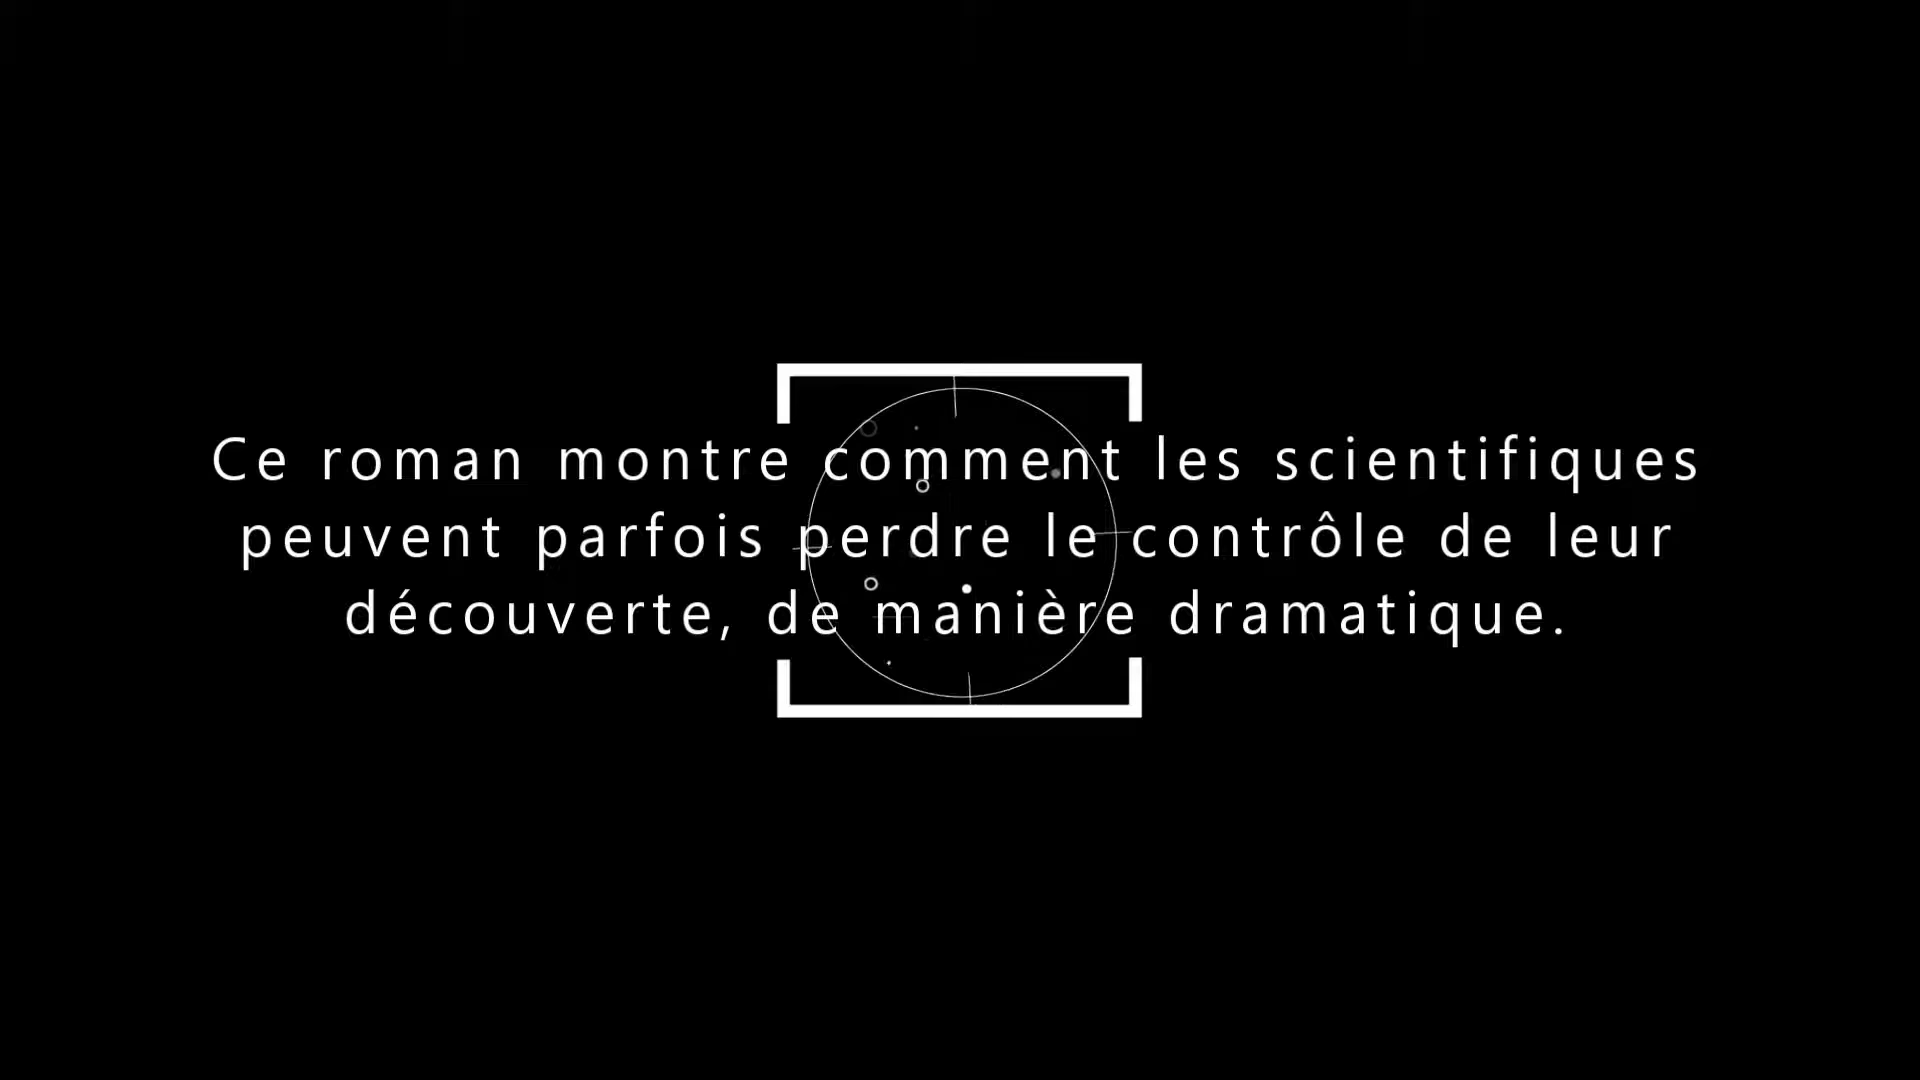 Ce roman montre comment les scientifiques
peuvent parfois perdre le contrôle de leur
découverte, de manière dramatique.